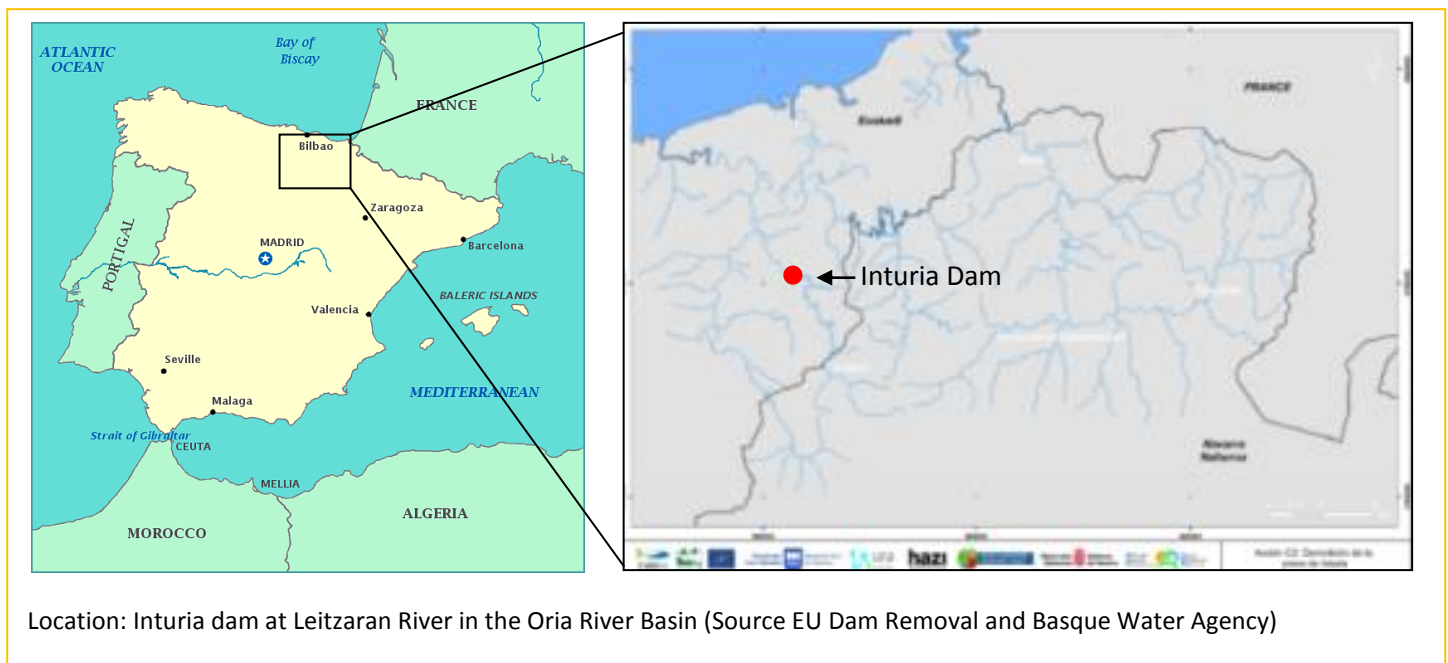 ATLANTIC
OCEAN
Bay of
Biscay
FRANCE
Bilbao
Zaragoza
Barcelona
MADRID
PORTIGAL
BALERIC ISLANDS
Valencia
Seville
MEDITERRANEAN
Malaga
Strait of Gibraltar
CEUTA
MELLIA
ALGERIA
MOROCCO
FRANCE
Euskadi
Inturia Dam
Navarra
hazi
Location: Inturia dam at Leitzaran River in the Oria River Basin (Source EU Dam Removal and Basque Water Agency)